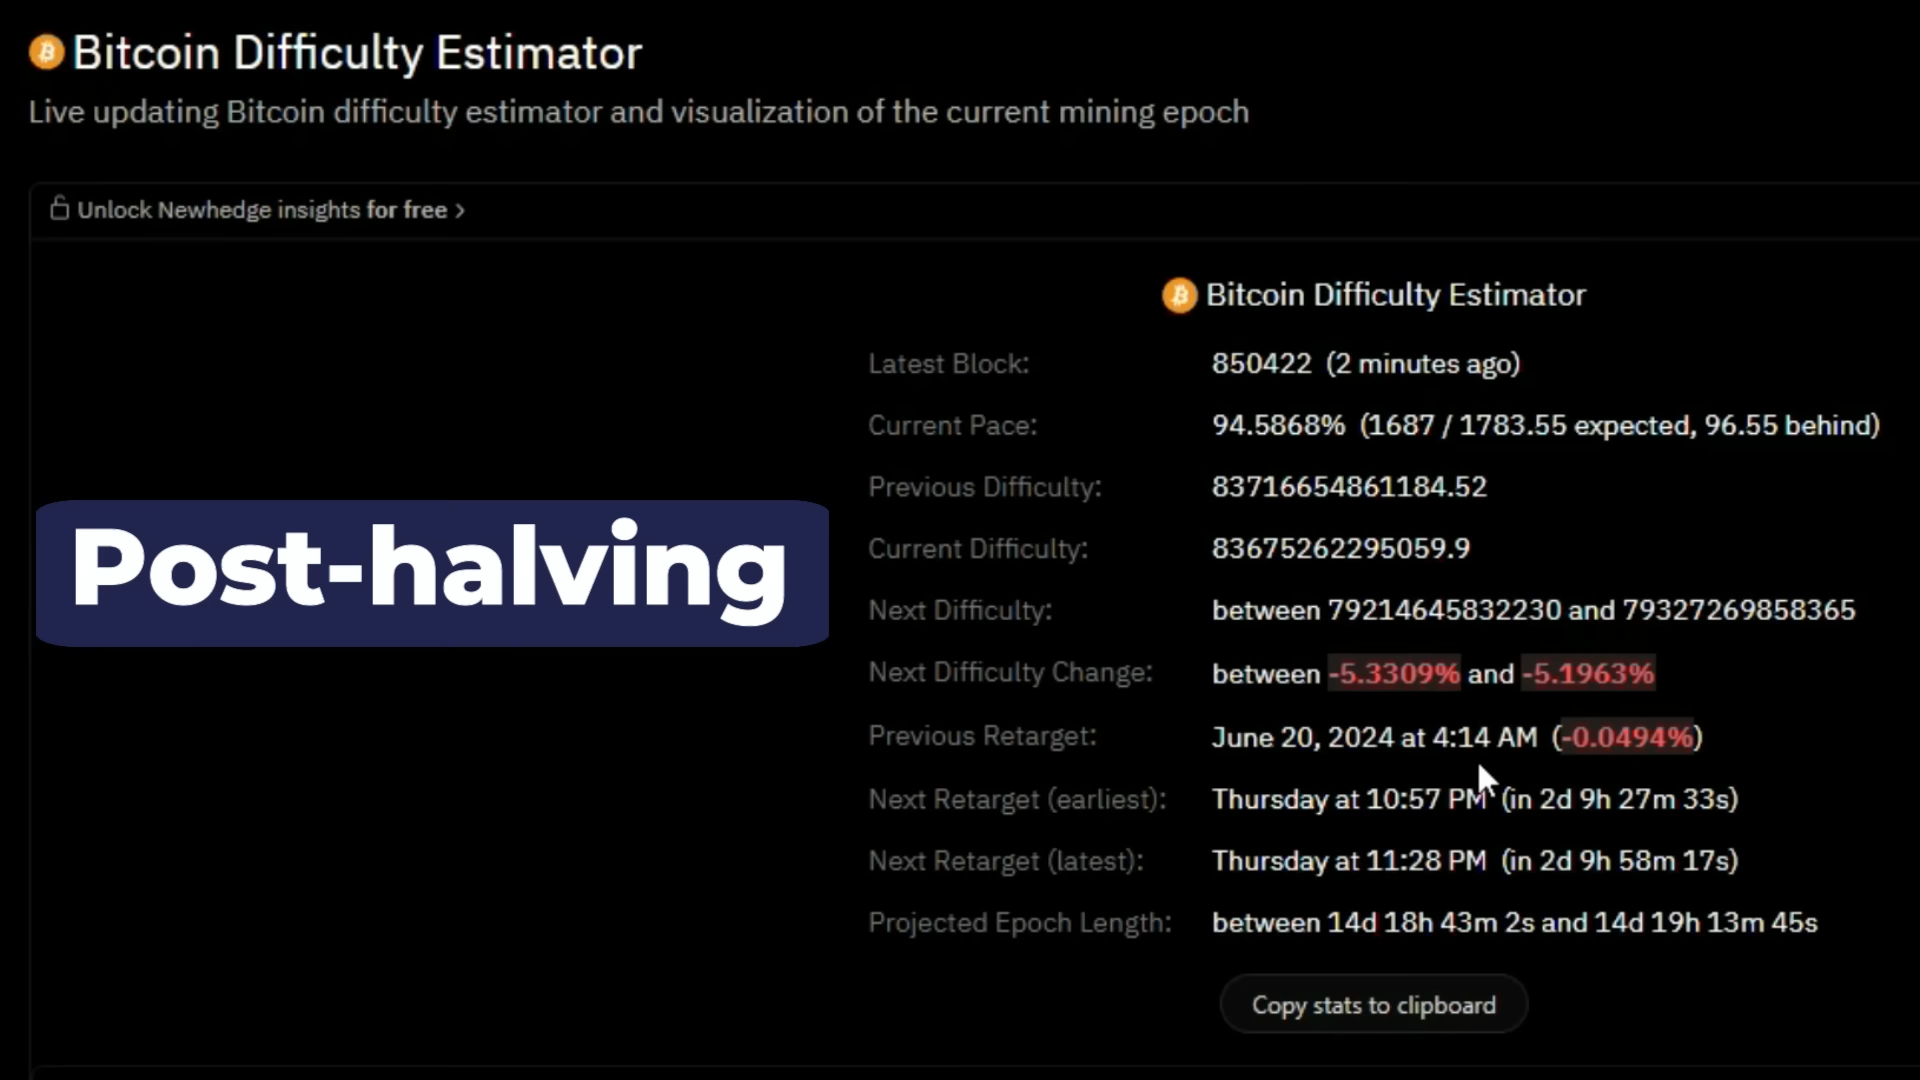 Bitcoin Difficulty Estimator
Live updating Bitcoin difficulty estimator and visualization of the current mining epoch
Unlock Newhedge insights for free >
Bitcoin Difficulty Estimator
Latest Block: 850422 (2 minutes ago)
Current Pace: 94.5868% (1687 / 1783.55 expected, 96.55 behind)
Previous Difficulty: 83716654861184.52
Post-halving
Current Difficulty: 83675262295059.9
Next Difficulty: between 79214645832230 and 79327269858365
Next Difficulty Change: between -5.3309% and -5.1963%
Previous Retarget: June 20, 2024 at 4:14 AM (-0.0494%)
Next Retarget (earliest): Thursday at 10:57 PM (in 2d 9h 27m 33s)
Next Retarget (latest): Thursday at 11:28 PM (in 2d 9h 58m 17s)
Projected Epoch Length: between 14d 18h 43m 2s and 14d 19h 13m 45s
Copy stats to clipboard